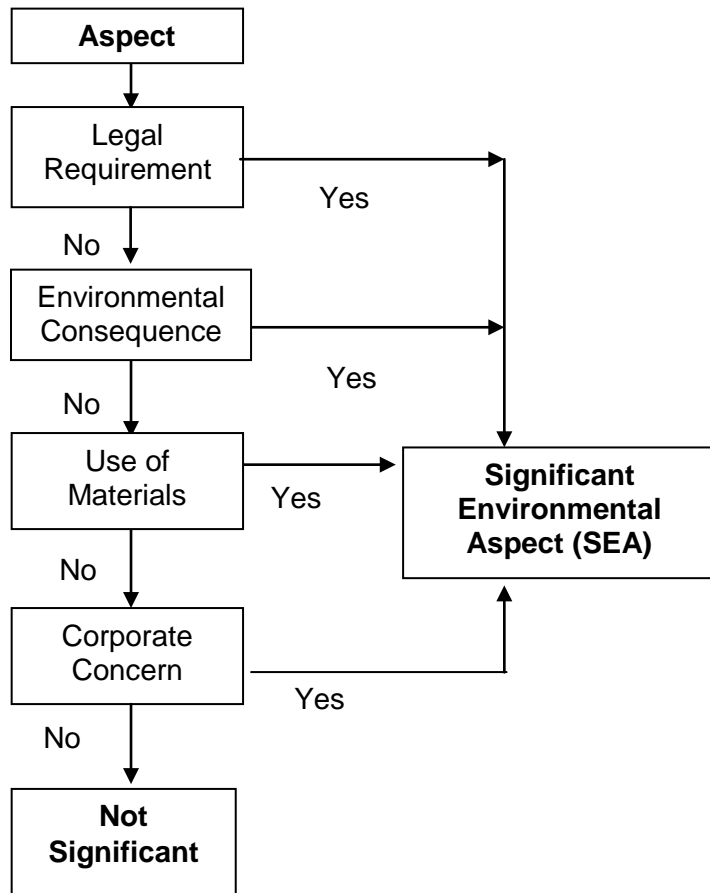 Aspect
Legal
Requirement
Yes
No
Environmental
Consequence
Yes
No
Use of
Materials
Yes
Significant
Environmental
Aspect (SEA)
No
Corporate
Concern
Yes
No
Not
Significant